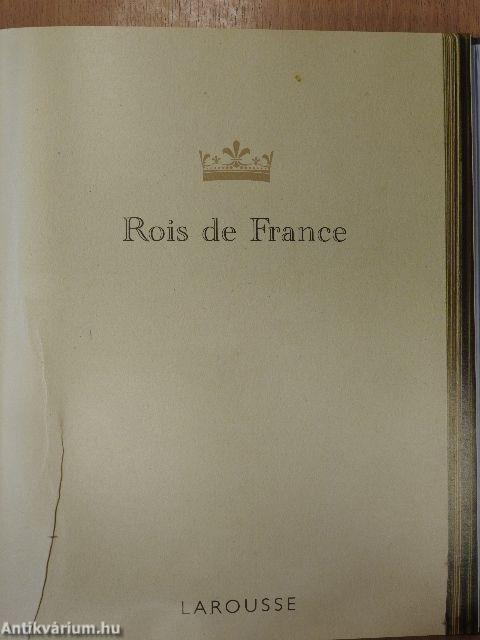 Rois de France
LAROUSSE
Antikvárium.hu